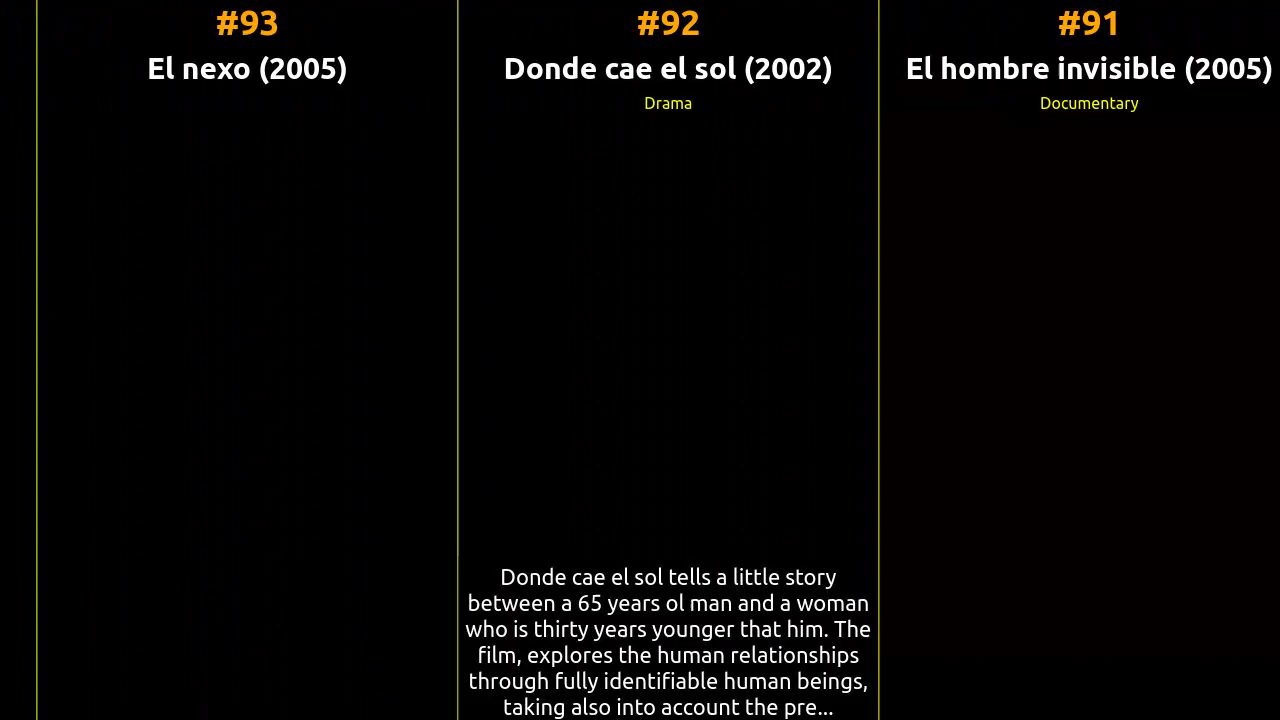 #93
El nexo (2005)
#92
Donde cae el sol (2002)
Drama
Donde cae el sol tells a little story
between a 65 years ol man and a woman
who is thirty years younger that him. The
film, explores the human relationships
through fully identifiable human beings,
taking also into account the pre...
#91
El hombre invisible (2005)
Documentary